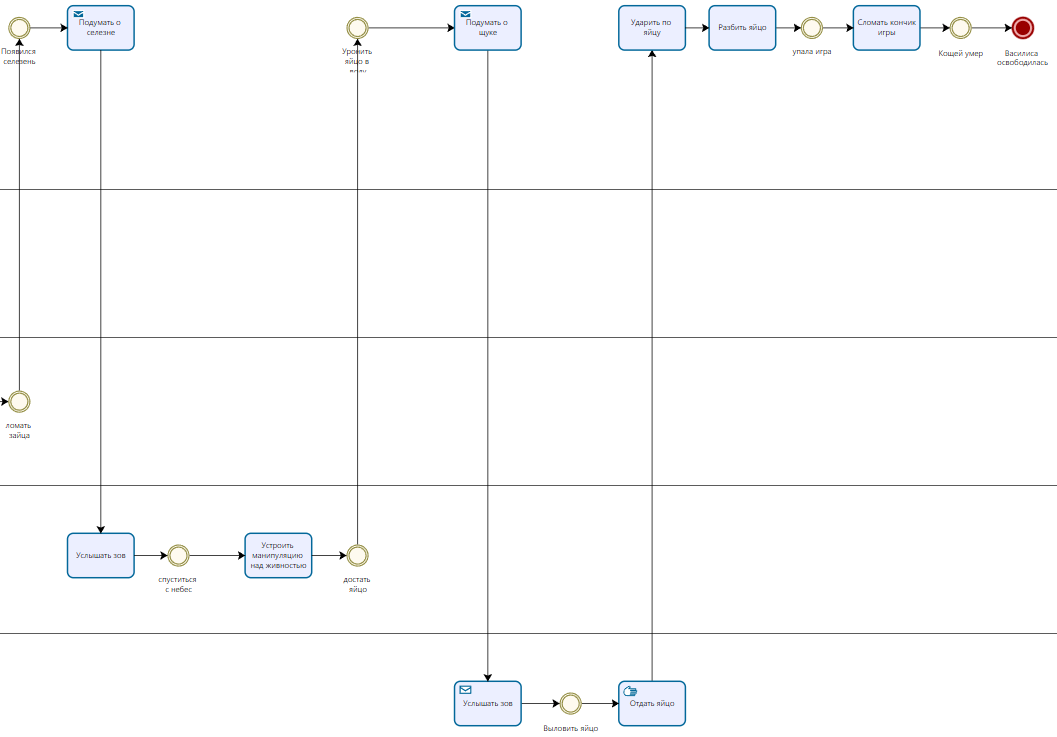 Подумать о
селезне
Появился
селезень
Уронить
яйцо в
воду
Подумать о
щуке
Ударить по
яйцу
Разбить яйцо
упала игра
Сломать кончик
игры
Кощей умер
Василиса
освободилась
ломать
зайца
Услышать зов
спуститься
с небес
Устроить
манипуляцию
над живностью
достать
яйцо
Услышать зов
Выловить яйцо
Отдать яйцо